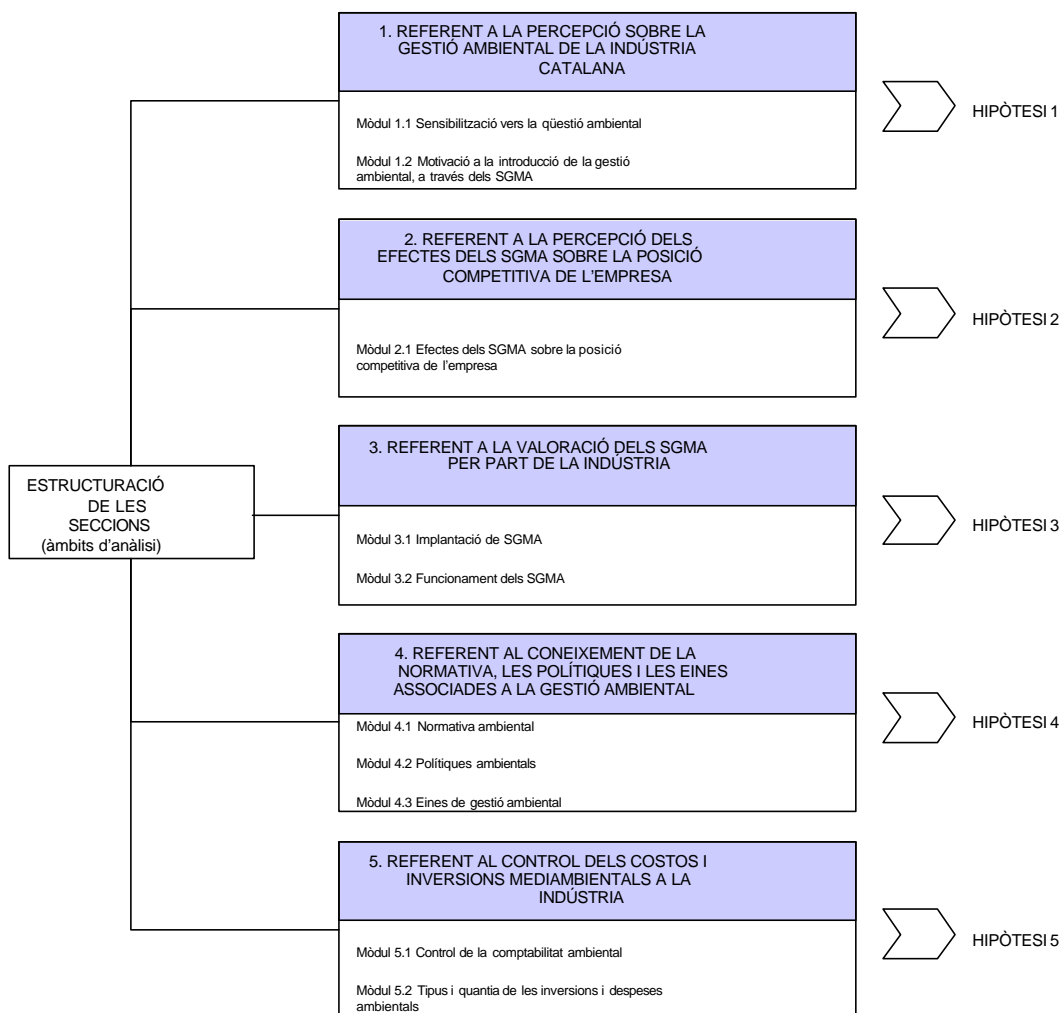 1. REFERENT A LA PERCEPCIÓ SOBRE LA
GESTIÓ AMBIENTAL DE LA INDÚSTRIA
CATALANA
Mòdul 1.1 Sensibilització vers la qüestió ambiental
Mòdul 1.2 Motivació a la introducció de la gestió
ambiental, a través dels SGMA
HIPÒTESI 1
2. REFERENT A LA PERCEPCIÓ DELS
EFECTES DELS SGMA SOBRE LA POSICIÓ
COMPETITIVA DE L'EMPRESA
Mòdul 2.1 Efectes dels SGMA sobre la posició
competitiva de l'empresa
HIPÒTESI 2
ESTRUCTURACIÓ
DE LES
SECCIONS
(àmbits d'anàlisi)
3. REFERENT A LA VALORACIÓ DELS SGMA
PER PART DE LA INDÚSTRIA
Mòdul 3.1 Implantació de SGMA
Mòdul 3.2 Funcionament dels SGMA
HIPÒTESI 3
4. REFERENT AL CONEIXEMENT DE LA
NORMATIVA, LES POLÍTIQUES I LES EINES
ASSOCIADES A LA GESTIÓ AMBIENTAL
Mòdul 4.1 Normativa ambiental
Mòdul 4.2 Polítiques ambientals
Mòdul 4.3 Eines de gestió ambiental
HIPÒTESI 4
5. REFERENT AL CONTROL DELS COSTOS I
INVERSIONS MEDIAMBIENTALS A LA
INDÚSTRIA
Mòdul 5.1 Control de la comptabilitat ambiental
Mòdul 5.2 Tipus i quantia de les inversions i despeses
ambientals
HIPÒTESI 5